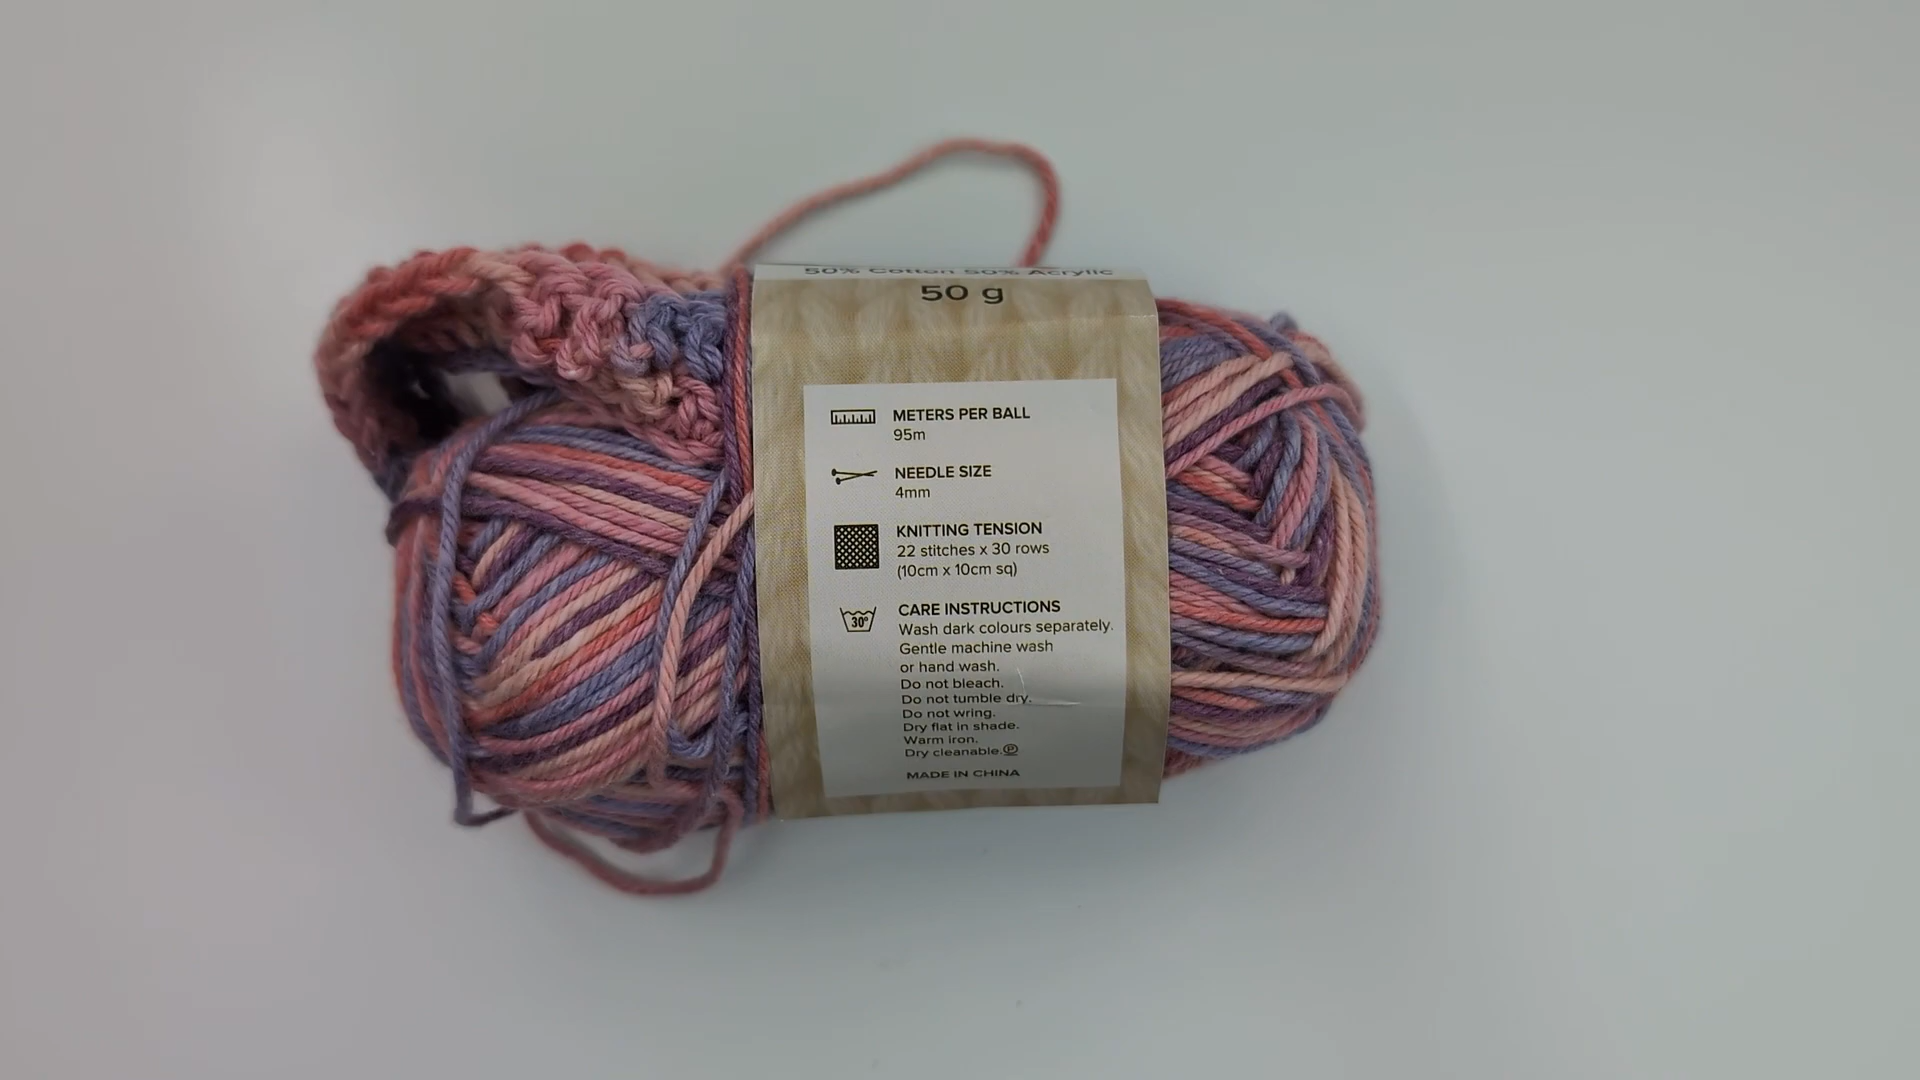 50% Cotton 50% Acrylic
50 g
METERS PER BALL
95m
NEEDLE SIZE
4mm
KNITTING TENSION
22 stitches x 30 rows
(10cm x 10cm sq)
30°
CARE INSTRUCTIONS
Wash dark colours separately.
Gentle machine wash
or hand wash.
Do not bleach.
Do not tumble dry.
Do not wring.
Dry flat in shade.
Warm iron.
Dry cleanable.Ⓟ
MADE IN CHINA